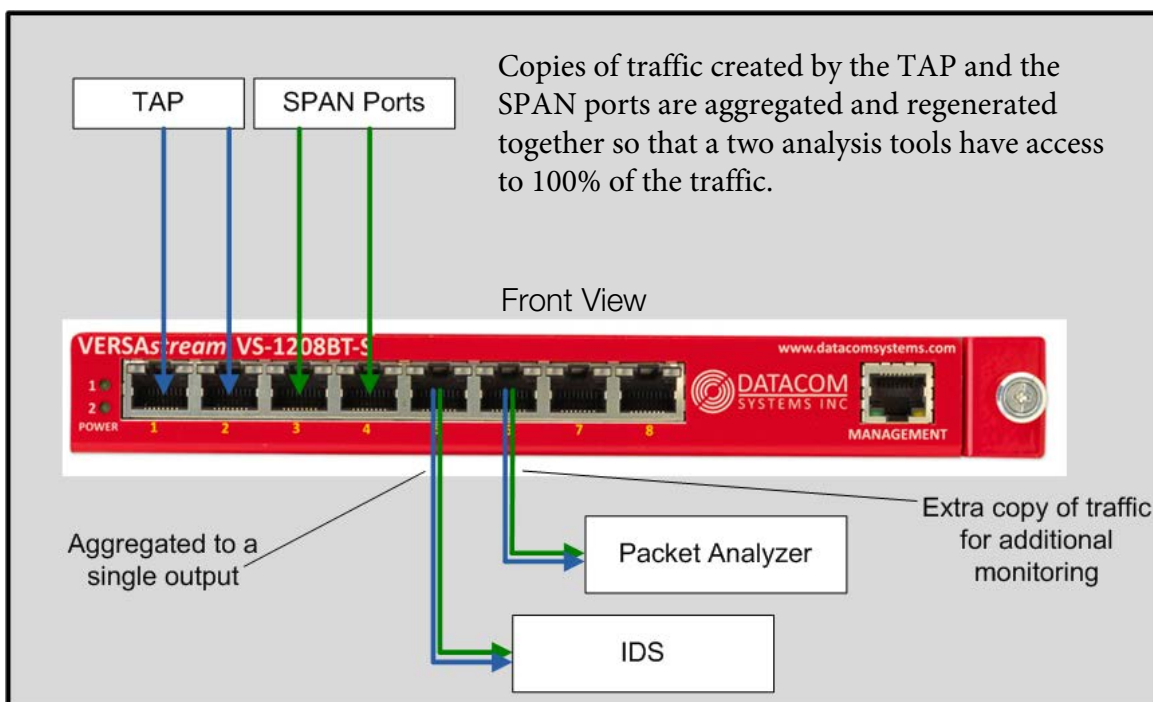 TAP
SPAN Ports
Copies of traffic created by the TAP and the
SPAN ports are aggregated and regenerated
together so that a two analysis tools have access
to 100% of the traffic.
Front View
VERSAstream VS-1208BT-S
www.datacomsystems.com
1
2
POWER
1 2 3 4 5 6 7 8
DATACOM
SYSTEMS INC
MANAGEMENT
Aggregated to a
single output
Extra copy of traffic
for additional
monitoring
Packet Analyzer
IDS